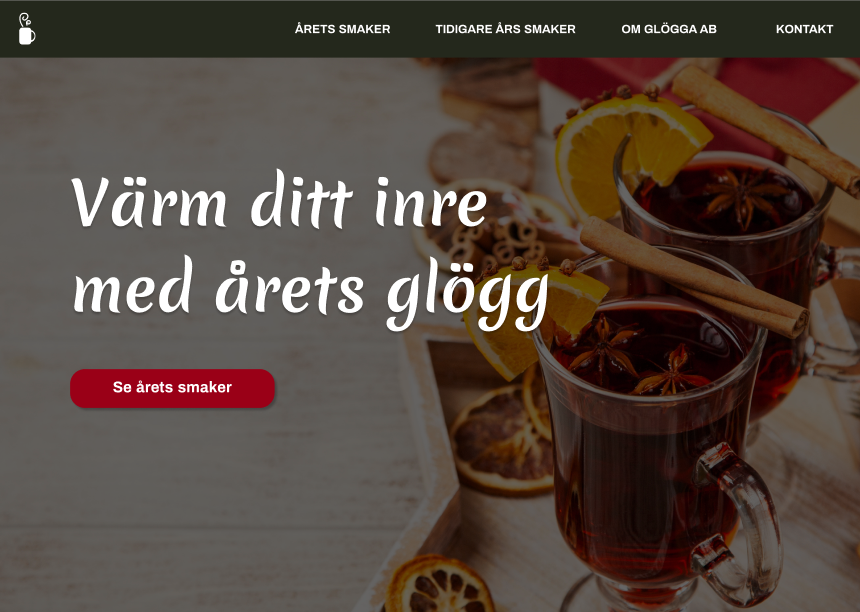 ÅRETS SMAKER TIDIGARE ÅRS SMAKER OM GLÖGGA AB KONTAKT
Värm ditt inre
med årets glögg
Se årets smaker